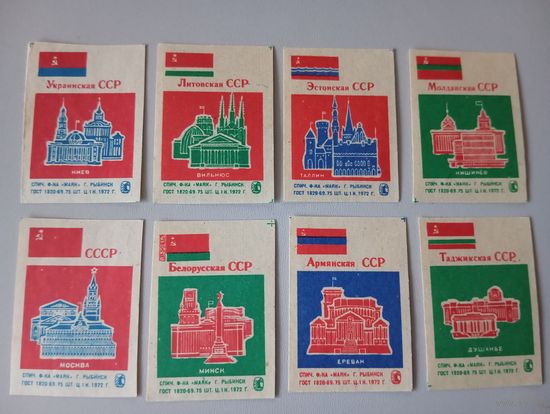 Украинская ССР
КИЕВ
СПИЧ. Ф-КА «МАЯК» Г. РЫБИНСК
ГОСТ 1820-69. 75 ШТ. Ц. 1 К. 1972 Г.
Литовская ССР
ВИЛЬНЮС
СПИЧ. Ф-КА «МАЯК» Г. РЫБИНСК
ГОСТ 1820-69. 75 ШТ. Ц. 1 К. 1972 Г.
Эстонская ССР
ТАЛЛИН
СПИЧ. Ф-КА «МАЯК» Г. РЫБИНСК
ГОСТ 1820-69. 75 ШТ. Ц. 1 К. 1972 Г.
Молдавская ССР
КИШИНЕВ
СПИЧ. Ф-КА «МАЯК» Г. РЫБИНСК
ГОСТ 1820-69. 75 ШТ. Ц. 1 К. 1972 Г.
СССР
МОСКВА
СПИЧ. Ф-КА «МАЯК» Г. РЫБИНСК
ГОСТ 1820-69. 75 ШТ. Ц. 1 К. 1972 Г.
Белорусская ССР
МИНСК
СПИЧ. Ф-КА «МАЯК» Г. РЫБИНСК
ГОСТ 1820-69. 75 ШТ. Ц. 1 К. 1972 Г.
Армянская ССР
ЕРЕВАН
СПИЧ. Ф-КА «МАЯК» Г. РЫБИНСК
ГОСТ 1820-69. 75 ШТ. Ц. 1 К. 1972 Г.
Таджикская ССР
ДУШАНБЕ
СПИЧ. Ф-КА «МАЯК» Г. РЫБИНСК
ГОСТ 1820-69. 75 ШТ. Ц. 1 К. 1972 Г.